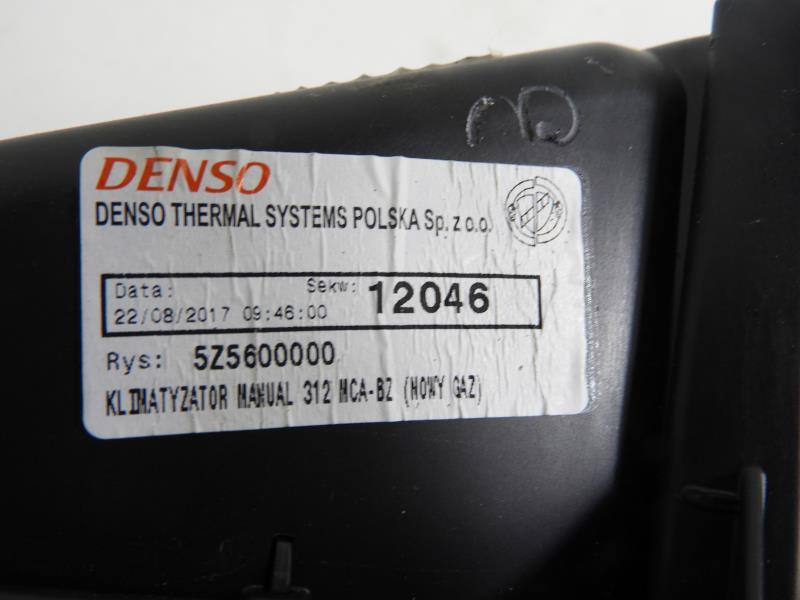 DENSO
DENSO THERMAL SYSTEMS POLSKA Sp. z o.o.
Data: Sekw: 12046
22/08/2017 09:46:00
Rys: 5Z5600000
KLIMATYZATOR MANUAL 312 MCA-BZ (NOWY GAZ)